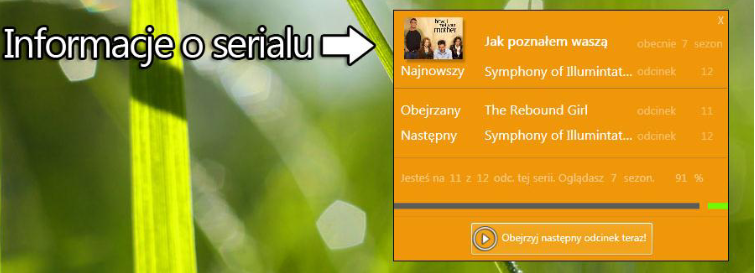 Informacje o serialu
how i met your mother
x
Jak poznałem waszą
obecnie 7 sezon
Najnowszy Symphony of Illumintat... odcinek 12
Obejrzany The Rebound Girl odcinek 11
Następny Symphony of Illumintat... odcinek 12
Jesteś na 11 z 12 odc. tej serii. Oglądasz 7 sezon. 91 %
Obejrzyj następny odcinek teraz!